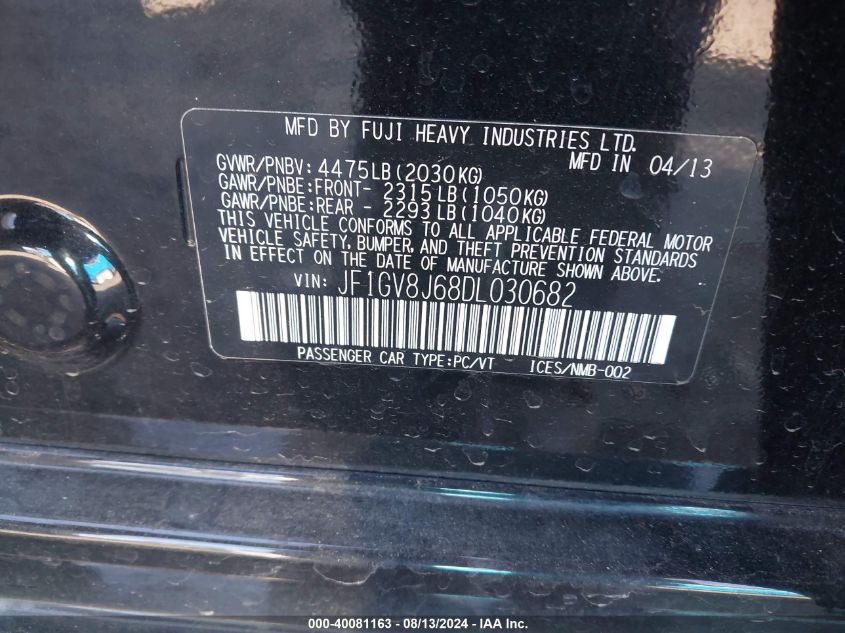 MFD BY FUJI HEAVY INDUSTRIES LTD.
MFD IN 04/13
GVWR/PNBV: 4475LB(2030KG)
GAWR/PNBE:FRONT- 2315LB(1050KG)
GAWR/PNBE:REAR - 2293LB(1040KG)
THIS VEHICLE CONFORMS TO ALL APPLICABLE FEDERAL MOTOR
VEHICLE SAFETY, BUMPER, AND THEFT PREVENTION STANDARDS
IN EFFECT ON THE DATE OF MANUFACTURE SHOWN ABOVE.
VIN: JF1GV8J68DL030682
PASSENGER CAR TYPE:PC/VT ICES/NMB-002
000-40081163 - 08/13/2024 - IAA Inc.